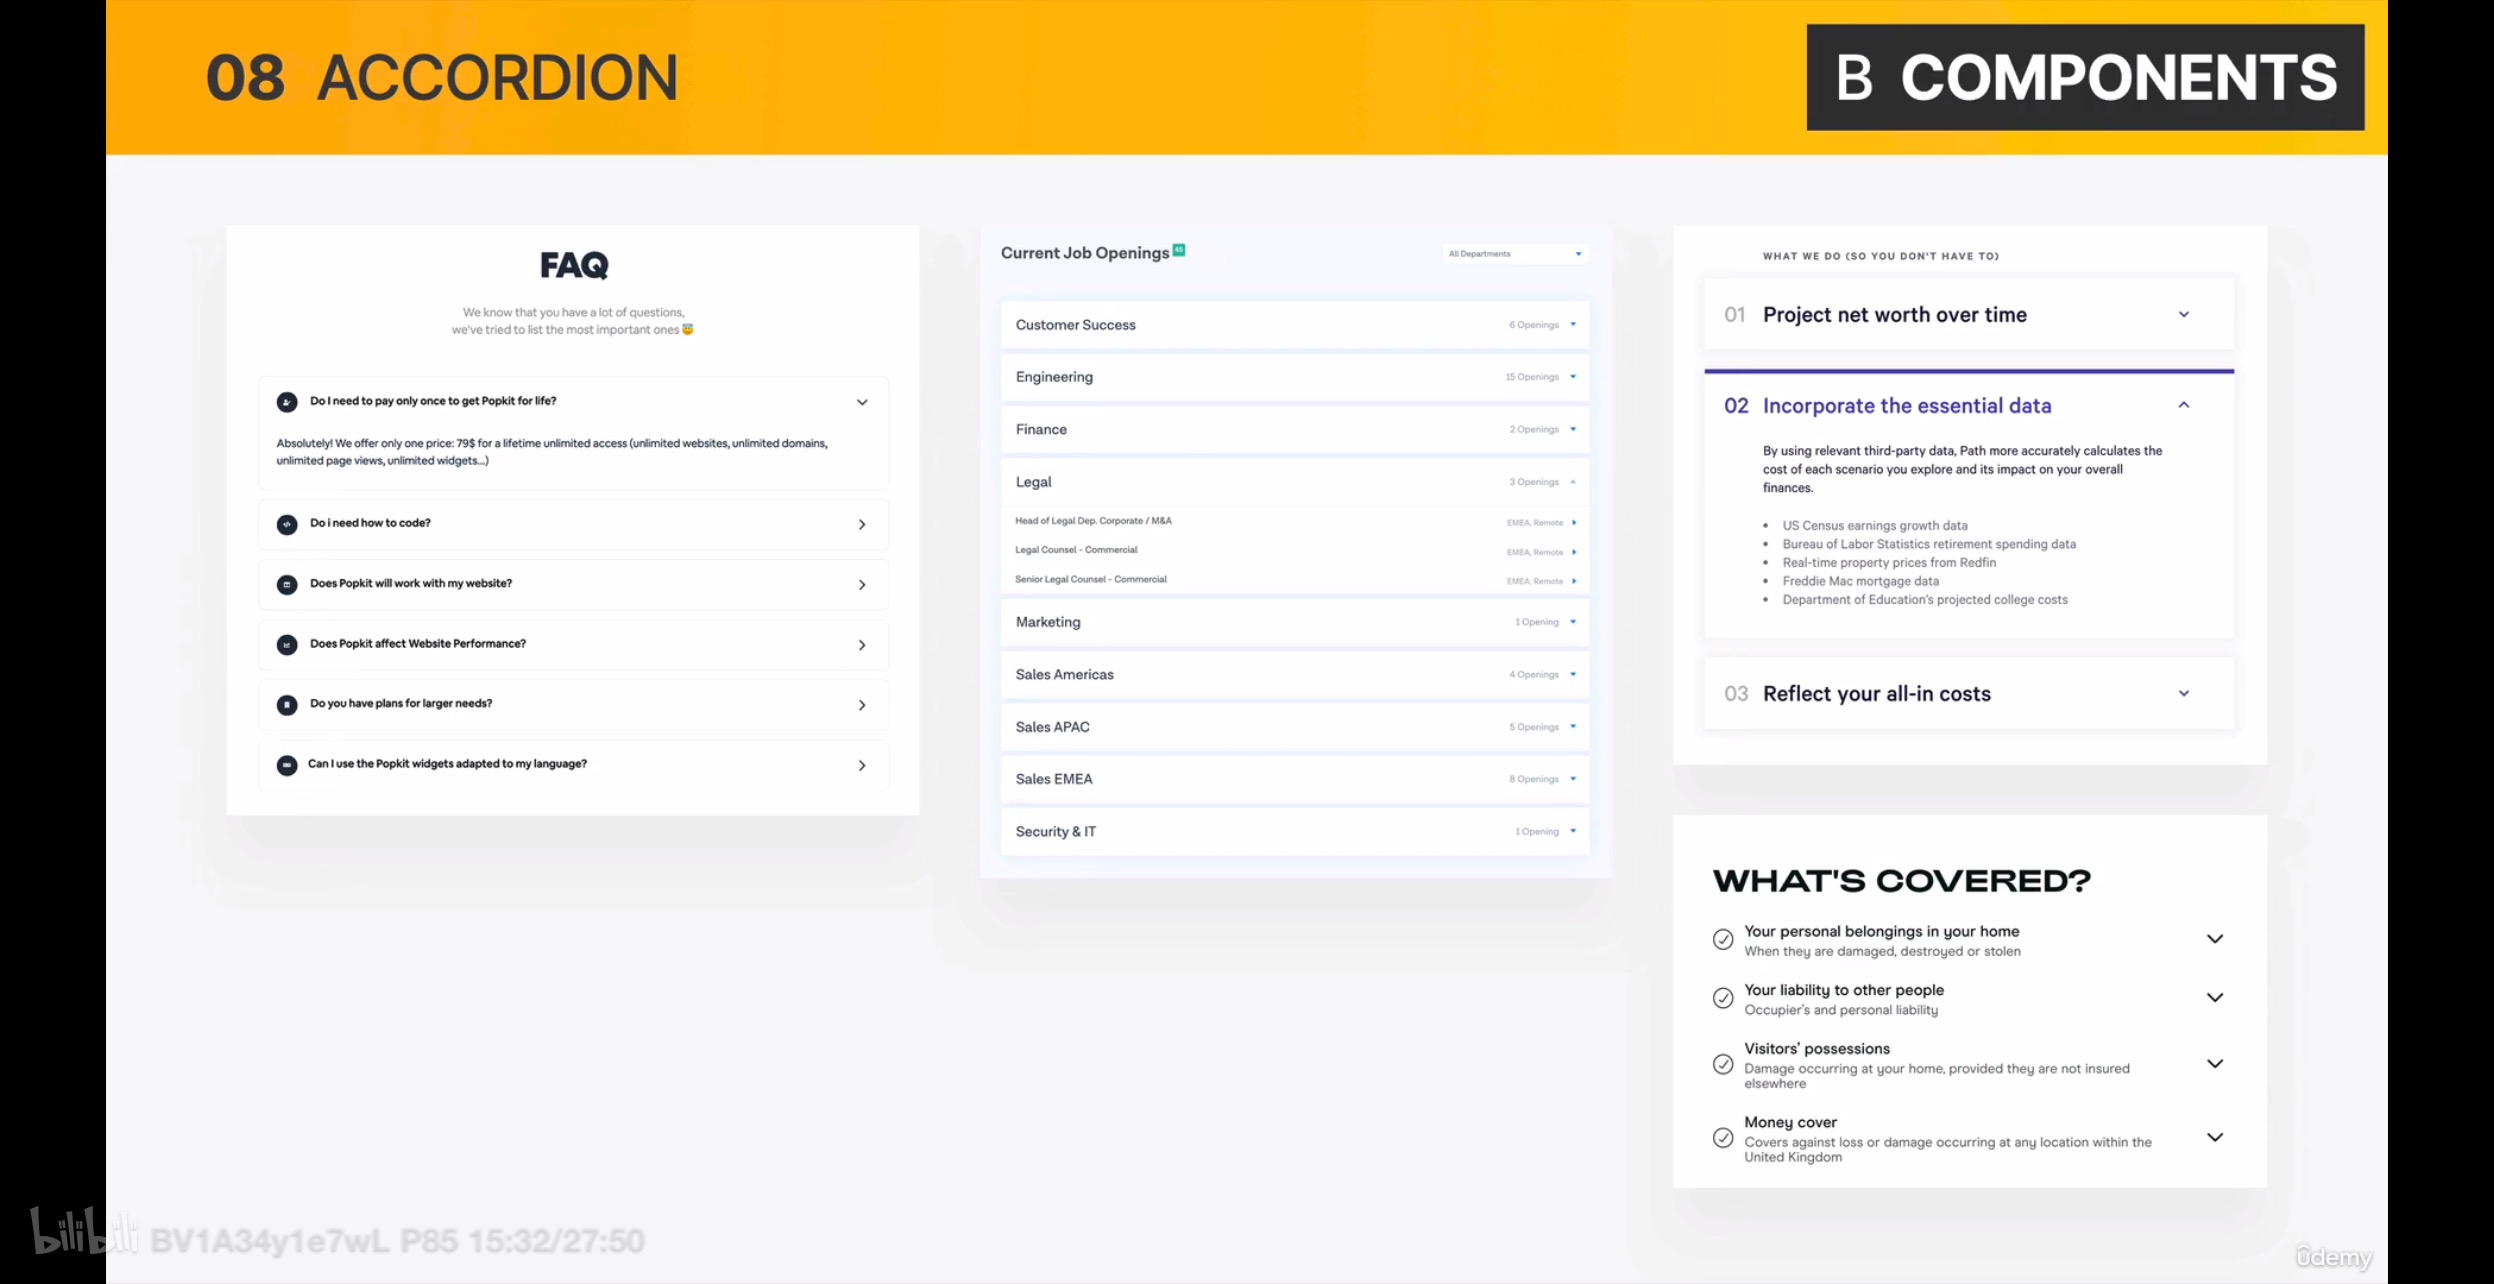 08 ACCORDION
B COMPONENTS
FAQ
We know that you have a lot of questions,
we've tried to list the most important ones 😇
Do I need to pay only once to get Popkit for life?
Absolutely! We offer only one price: 79$ for a lifetime unlimited access (unlimited websites, unlimited domains,
unlimited page views, unlimited widgets...)
Do i need how to code?
Does Popkit will work with my website?
Does Popkit affect Website Performance?
Do you have plans for larger needs?
Can I use the Popkit widgets adapted to my language?
Current Job Openings 45
All Departments
Customer Success 6 Openings
Engineering 15 Openings
Finance 2 Openings
Legal 3 Openings
Head of Legal Dep. Corporate / M&A EMEA, Remote
Legal Counsel - Commercial EMEA, Remote
Senior Legal Counsel - Commercial EMEA, Remote
Marketing 1 Opening
Sales Americas 4 Openings
Sales APAC 5 Openings
Sales EMEA 8 Openings
Security & IT 1 Opening
WHAT WE DO (SO YOU DON'T HAVE TO)
01 Project net worth over time
02 Incorporate the essential data
By using relevant third-party data, Path more accurately calculates the
cost of each scenario you explore and its impact on your overall
finances.
• US Census earnings growth data
• Bureau of Labor Statistics retirement spending data
• Real-time property prices from Redfin
• Freddie Mac mortgage data
• Department of Education's projected college costs
03 Reflect your all-in costs
WHAT'S COVERED?
Your personal belongings in your home
When they are damaged, destroyed or stolen
Your liability to other people
Occupier's and personal liability
Visitors' possessions
Damage occurring at your home, provided they are not insured
elsewhere
Money cover
Covers against loss or damage occurring at any location within the
United Kingdom
bilibili BV1A34y1e7wL P85 15:32/27:50
ûdemy